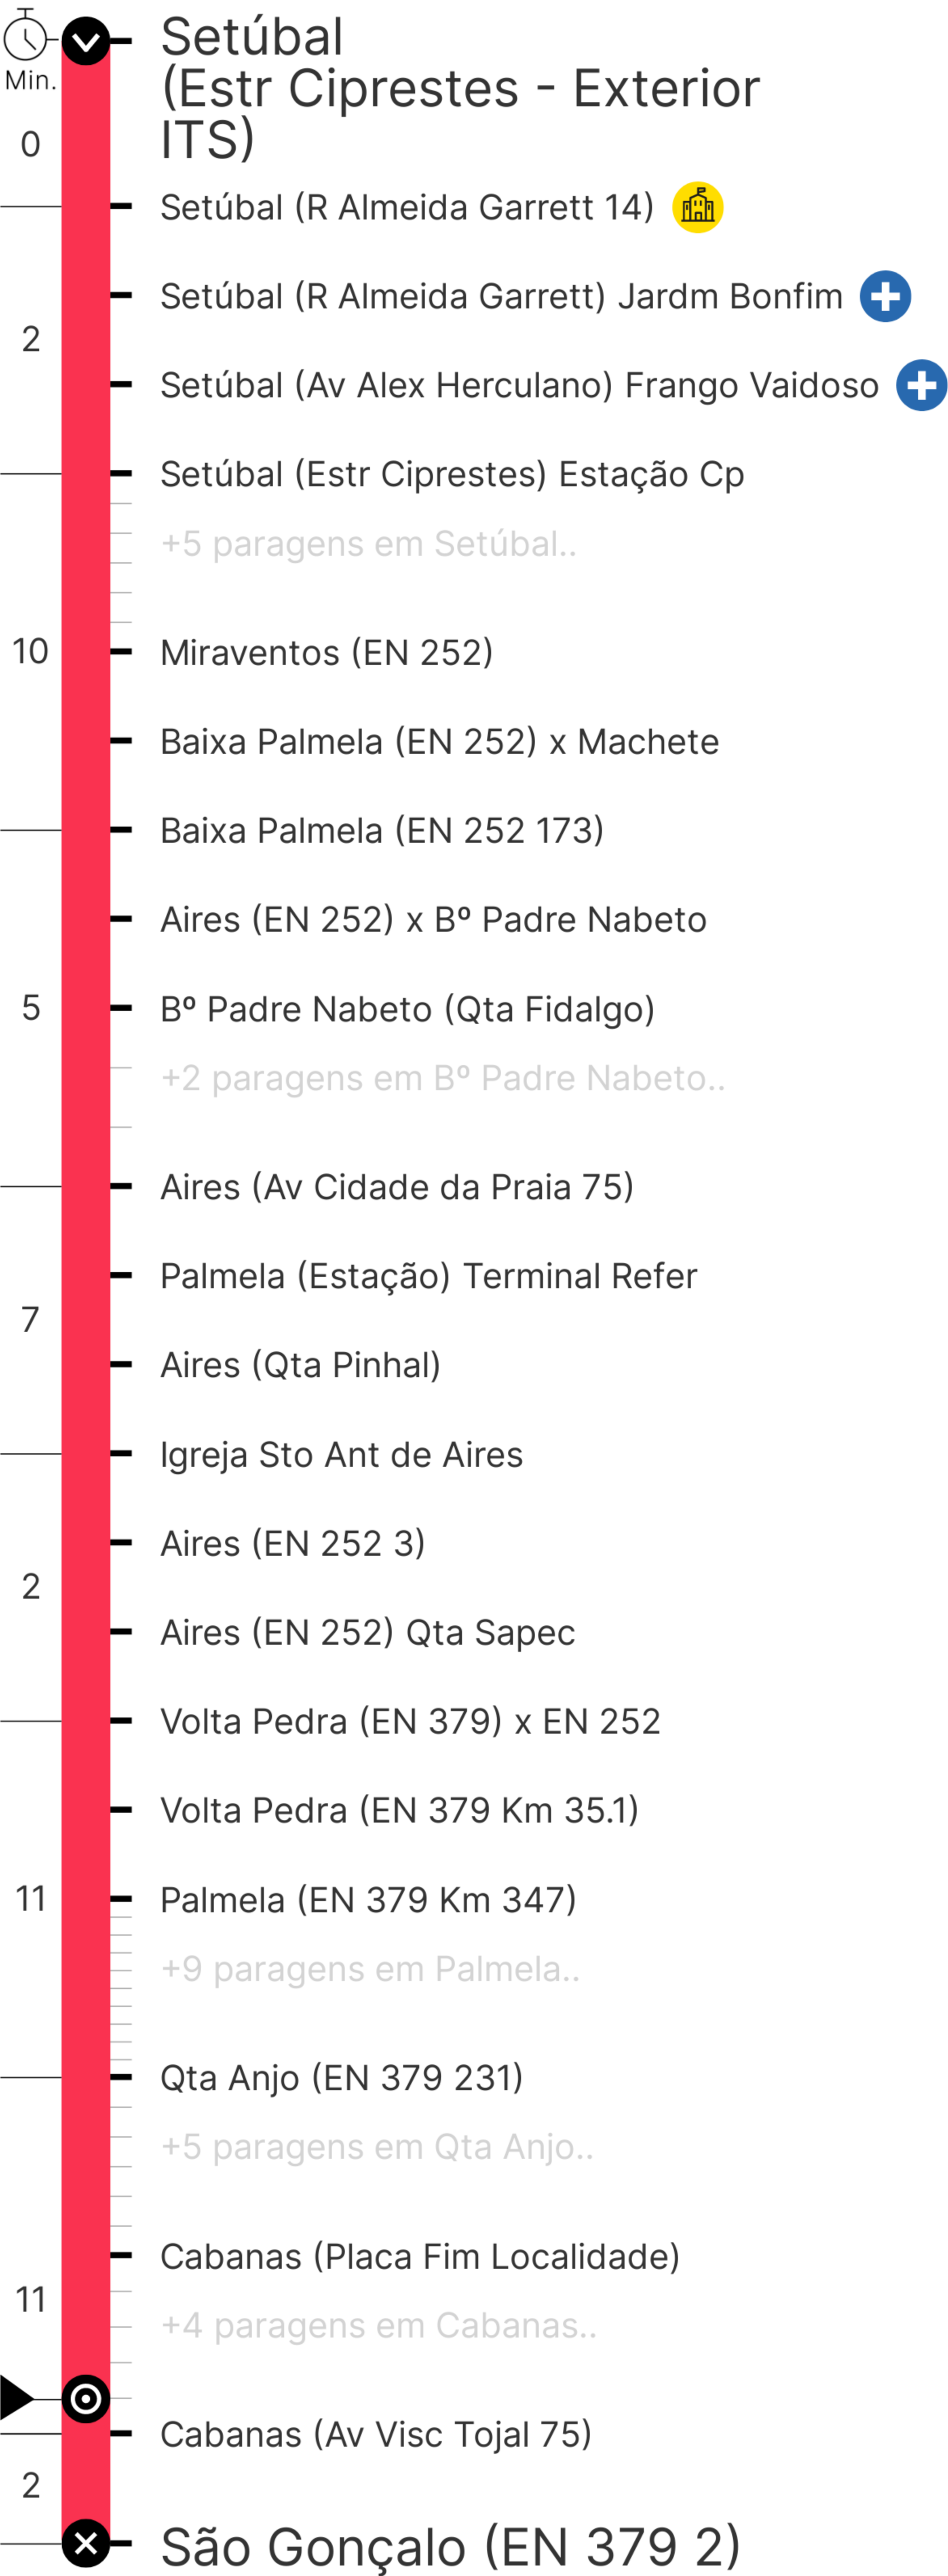 Setúbal
(Estr Ciprestes - Exterior
ITS)
Min.
0
Setúbal (R Almeida Garrett 14)
Setúbal (R Almeida Garrett) Jardm Bonfim
2
Setúbal (Av Alex Herculano) Frango Vaidoso
Setúbal (Estr Ciprestes) Estação Cp
+5 paragens em Setúbal..
10
Miraventos (EN 252)
Baixa Palmela (EN 252) x Machete
Baixa Palmela (EN 252 173)
Aires (EN 252) x Bº Padre Nabeto
5
Bº Padre Nabeto (Qta Fidalgo)
+2 paragens em Bº Padre Nabeto..
Aires (Av Cidade da Praia 75)
Palmela (Estação) Terminal Refer
7
Aires (Qta Pinhal)
Igreja Sto Ant de Aires
Aires (EN 252 3)
2
Aires (EN 252) Qta Sapec
Volta Pedra (EN 379) x EN 252
Volta Pedra (EN 379 Km 35.1)
11
Palmela (EN 379 Km 347)
+9 paragens em Palmela..
Qta Anjo (EN 379 231)
+5 paragens em Qta Anjo..
Cabanas (Placa Fim Localidade)
11
+4 paragens em Cabanas..
Cabanas (Av Visc Tojal 75)
2
São Gonçalo (EN 379 2)